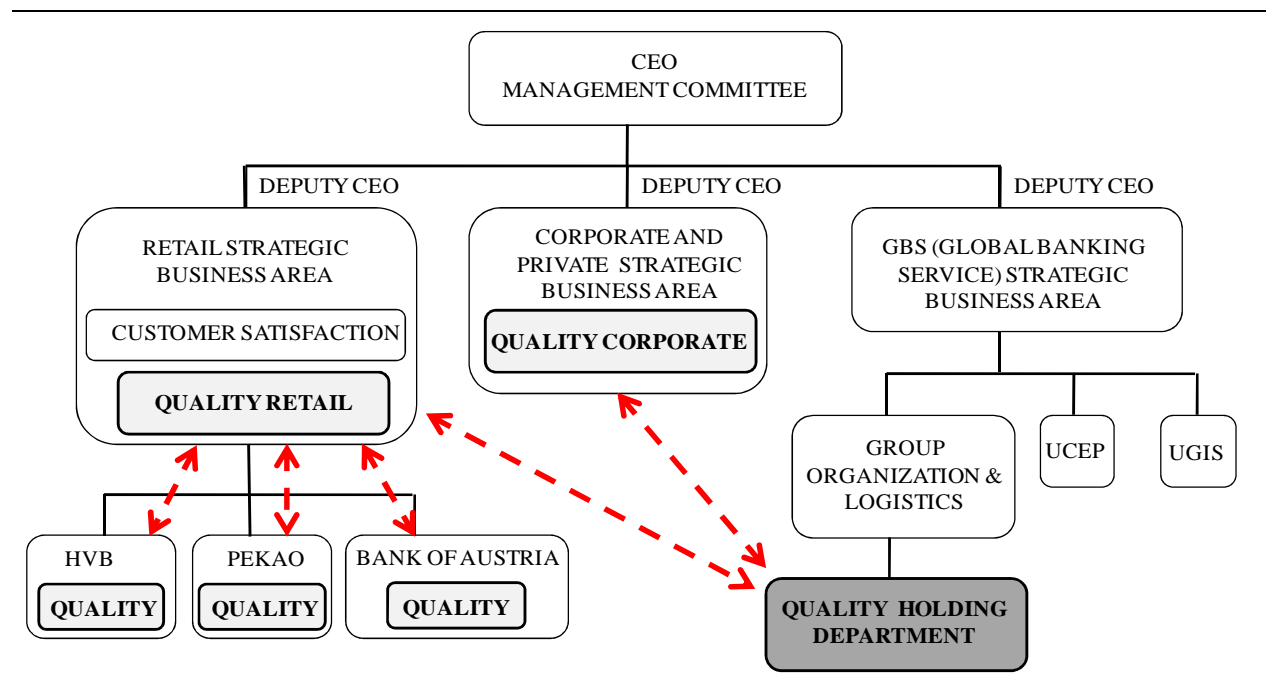 CEO
MANAGEMENT COMMITTEE
DEPUTY CEO
DEPUTY CEO
DEPUTY CEO
RETAIL STRATEGIC
BUSINESS AREA
CUSTOMER SATISFACTION
QUALITY RETAIL
CORPORATE AND
PRIVATE STRATEGIC
BUSINESS AREA
QUALITY CORPORATE
GBS (GLOBAL BANKING
SERVICE) STRATEGIC
BUSINESS AREA
GROUP
ORGANIZATION &
LOGISTICS
UCEP
UGIS
HVB
QUALITY
PEKAO
QUALITY
BANK OF AUSTRIA
QUALITY
QUALITY HOLDING
DEPARTMENT